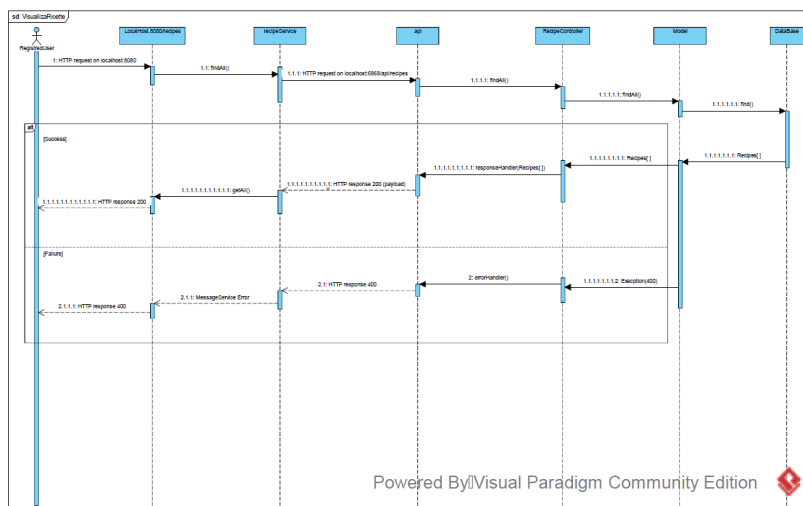 sd VisualizaRicette
LocalHost:8080/recipes
recipeService
api
RecipeController
Model
DataBase
RegistredUser
1: HTTP request on localhost:8080
1.1: findAll()
1.1.1: HTTP request on localhost:6868/api/recipes
1.1.1.1: findAll()
1.1.1.1.1: findAll()
1.1.1.1.1.1: find()
alt
[Success]
1.1.1.1.1.1.1: Recipes[ ]
1.1.1.1.1.1.1.1: Recipes[ ]
1.1.1.1.1.1.1.1.1: responseHandler(Recipes[ ])
1.1.1.1.1.1.1.1.1.1: HTTP response 200 (payload)
1.1.1.1.1.1.1.1.1.1.1: getAll()
1.1.1.1.1.1.1.1.1.1.1.1: HTTP response 200
[Failure]
1.1.1.1.1.1.1.2: Exeception(400)
2: errorHandler()
2.1: HTTP response 400
2.1.1: MessageService Error
2.1.1.1: HTTP response 400
Powered By Visual Paradigm Community Edition